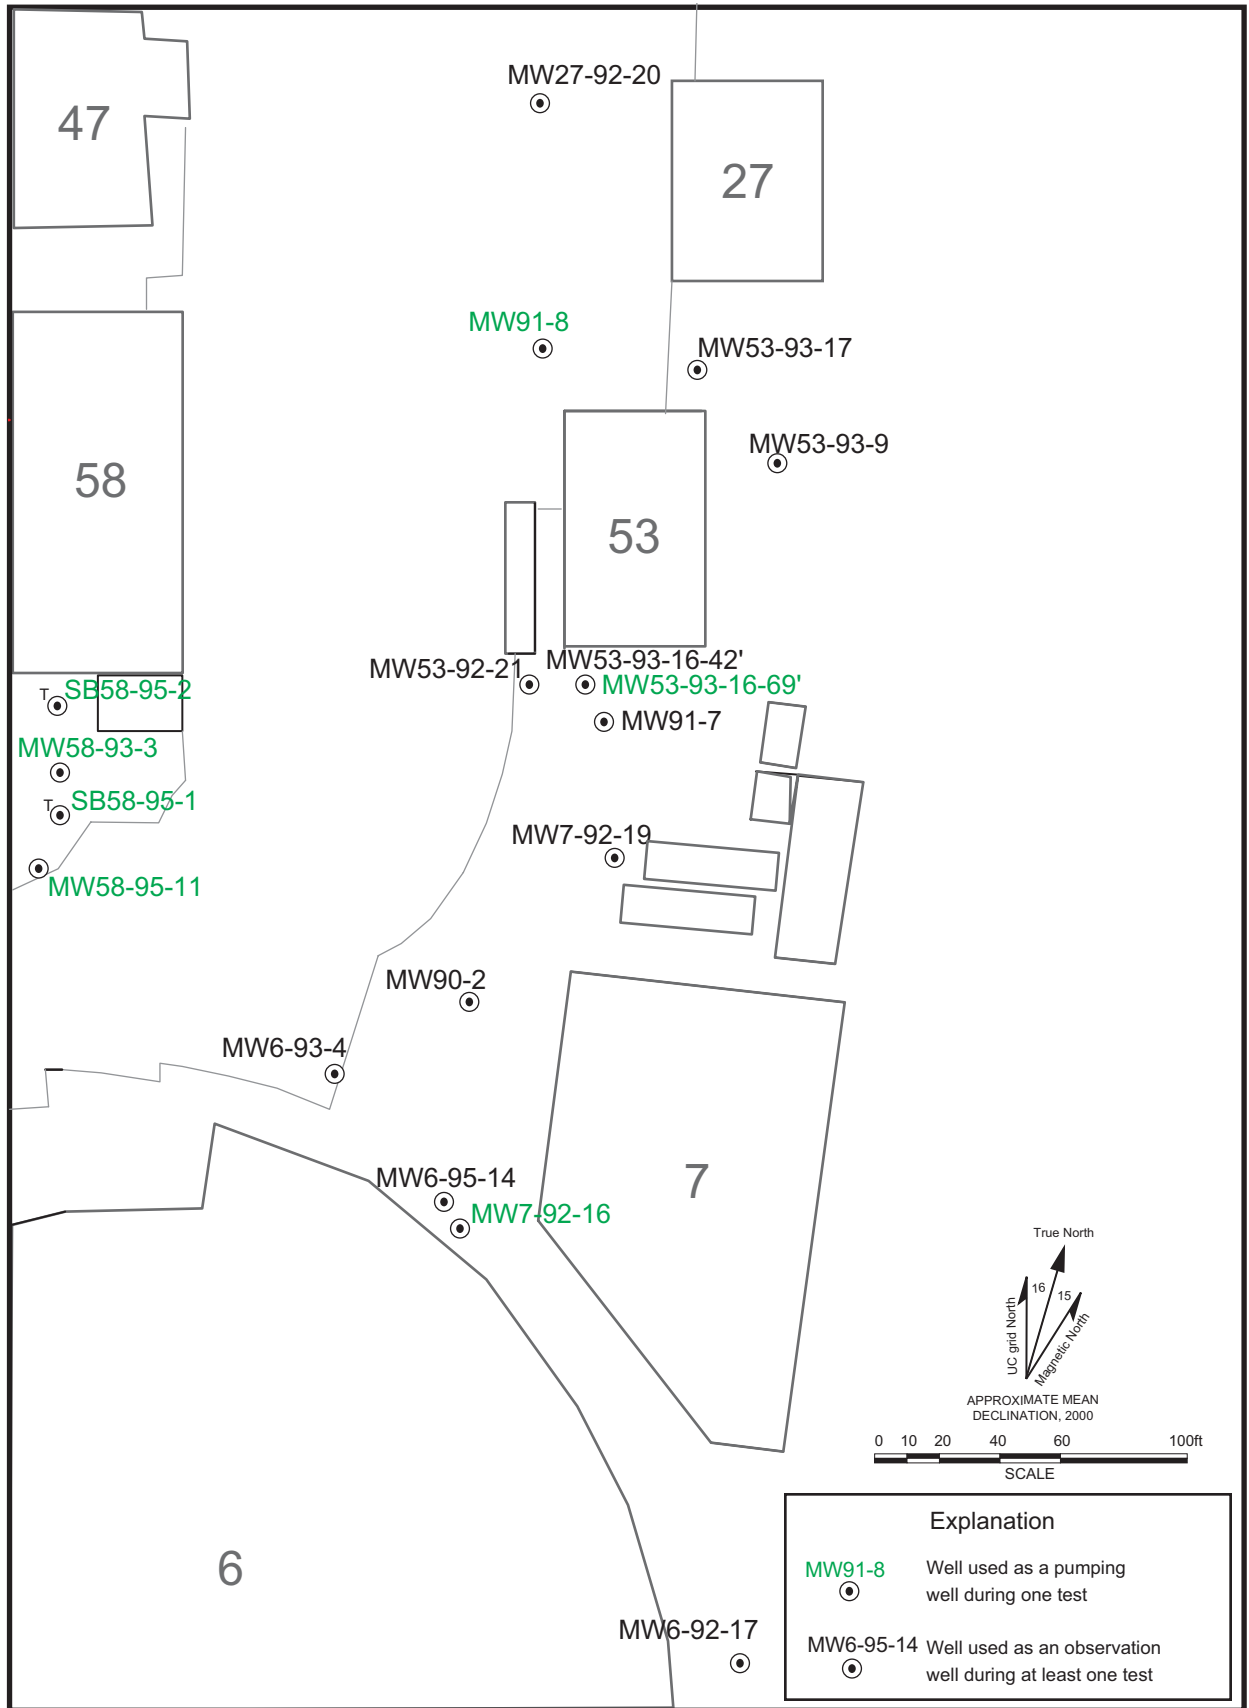 MW27-92-20
47
27
MW91-8
MW53-93-17
MW53-93-9
58
53
MW53-92-21
MW53-93-16-42'
T
SB58-95-2
MW53-93-16-69'
MW91-7
MW58-93-3
T
SB58-95-1
MW7-92-19
MW58-95-11
MW90-2
MW6-93-4
MW6-95-14
7
MW7-92-16
True North
16
15
UC grid North
Magnetic North
APPROXIMATE MEAN
DECLINATION, 2000
0 10 20 40 60 100ft
SCALE
Explanation
MW91-8
Well used as a pumping
well during one test
6
MW6-92-17
MW6-95-14
Well used as an observation
well during at least one test